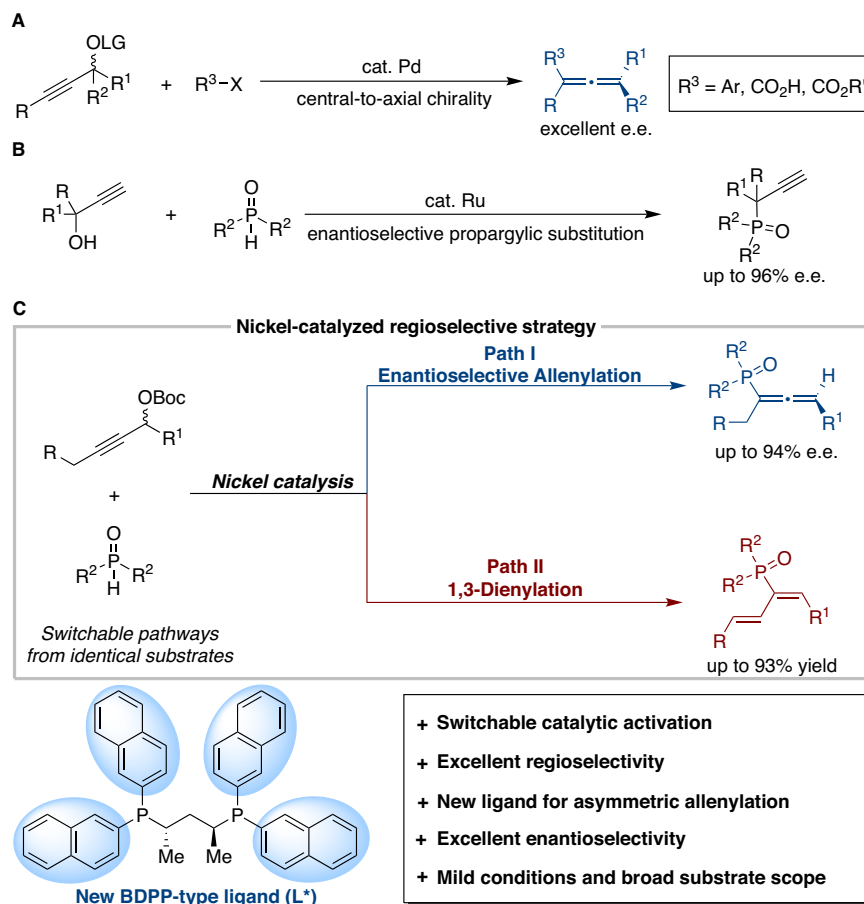 A
OLG
R¹
R²
R
+
R³–X
cat. Pd
central-to-axial chirality
R³
R¹
R
R²
excellent e.e.
R³ = Ar, CO₂H, CO₂R'
B
R
R¹
OH
+
O
R²
P
R²
H
cat. Ru
enantioselective propargylic substitution
R
R¹
R²
P
O
R²
up to 96% e.e.
C
Nickel-catalyzed regioselective strategy
OBoc
R
R¹
+
O
R²
P
R²
H
Switchable pathways
from identical substrates
Nickel catalysis
Path I
Enantioselective Allenylation
R²
O
P
R²
H
R
R¹
up to 94% e.e.
Path II
1,3-Dienylation
R²
O
P
R²
R
R¹
up to 93% yield
P
P
Me
Me
New BDPP-type ligand (L*)
+ Switchable catalytic activation
+ Excellent regioselectivity
+ New ligand for asymmetric allenylation
+ Excellent enantioselectivity
+ Mild conditions and broad substrate scope